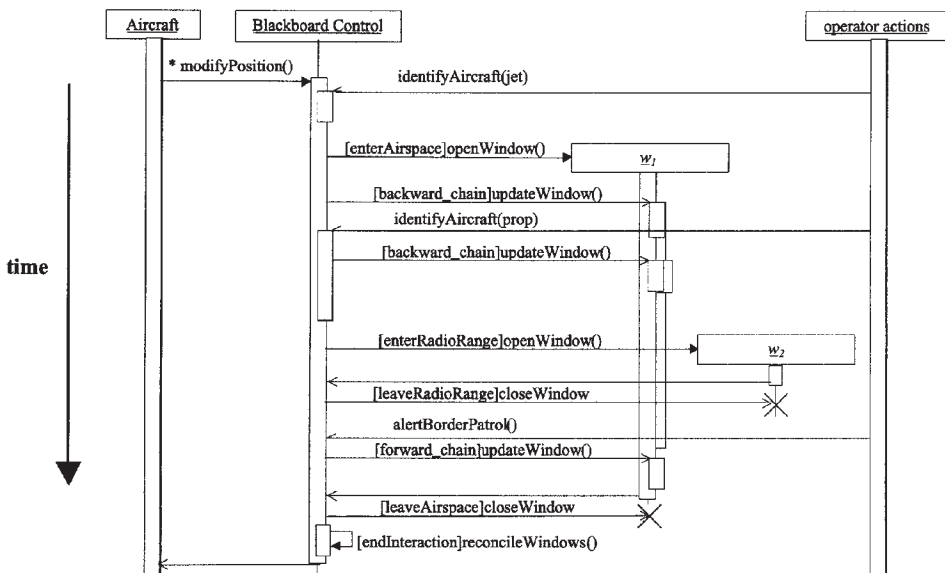 Aircraft
Blackboard Control
operator actions
* modifyPosition()
identifyAircraft(jet)
[enterAirspace]openWindow()
w1
[backward_chain]updateWindow()
identifyAircraft(prop)
[backward_chain]updateWindow()
time
[enterRadioRange]openWindow()
w2
[leaveRadioRange]closeWindow
alertBorderPatrol()
[forward_chain]updateWindow()
[leaveAirspace]closeWindow
[endInteraction]reconcileWindows()